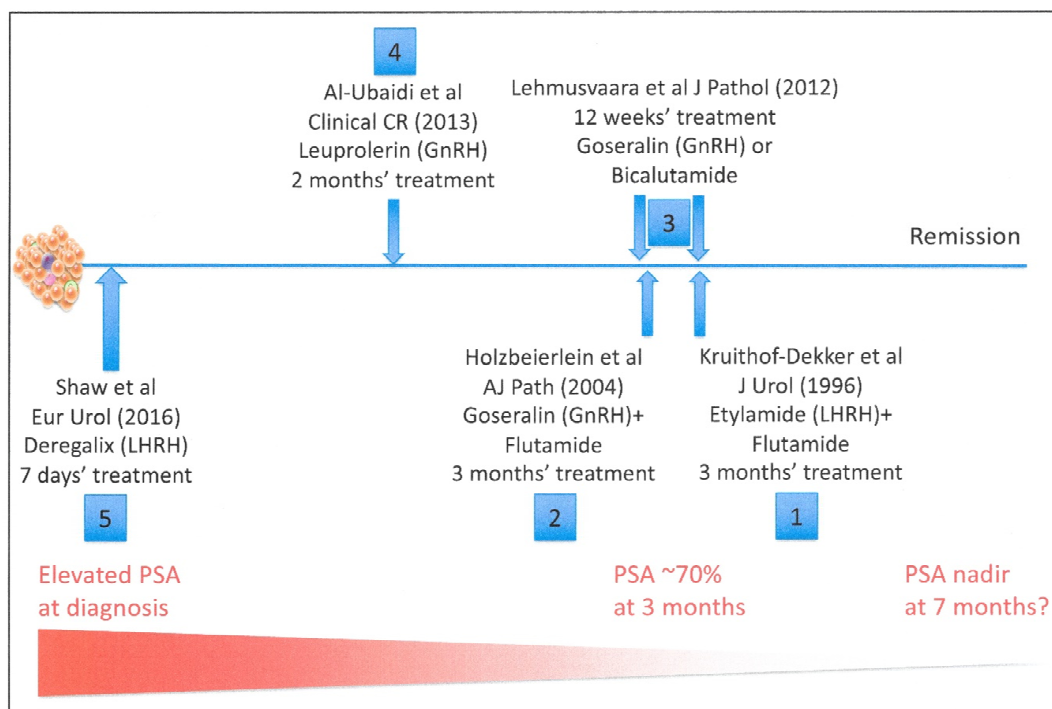 4
Al-Ubaidi et al
Clinical CR (2013)
Leuprolerin (GnRH)
2 months’ treatment
Lehmusvaara et al J Pathol (2012)
12 weeks’ treatment
Goseralin (GnRH) or
Bicalutamide
3
Remission
Shaw et al
Eur Urol (2016)
Deregalix (LHRH)
7 days’ treatment
5
Holzbeierlein et al
AJ Path (2004)
Goseralin (GnRH)+
Flutamide
3 months’ treatment
2
Kruithof-Dekker et al
J Urol (1996)
Etylamide (LHRH)+
Flutamide
3 months’ treatment
1
Elevated PSA
at diagnosis
PSA ~70%
at 3 months
PSA nadir
at 7 months?